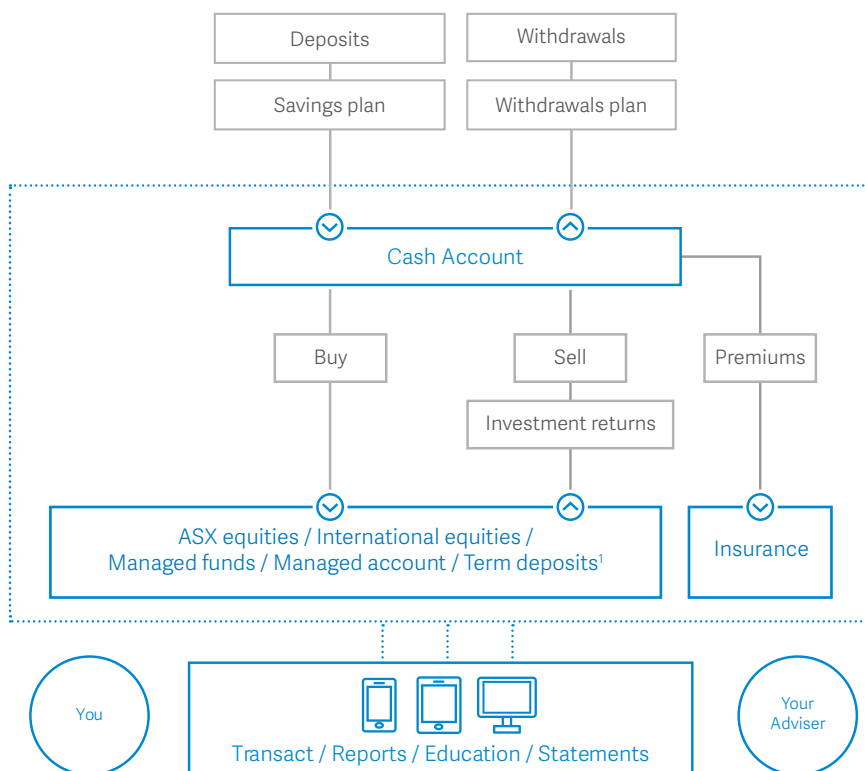 Deposits
Withdrawals
Savings plan
Withdrawals plan
Cash Account
Buy
Sell
Premiums
Investment returns
ASX equities / International equities /
Managed funds / Managed account / Term deposits¹
Insurance
You
Your
Adviser
Transact / Reports / Education / Statements